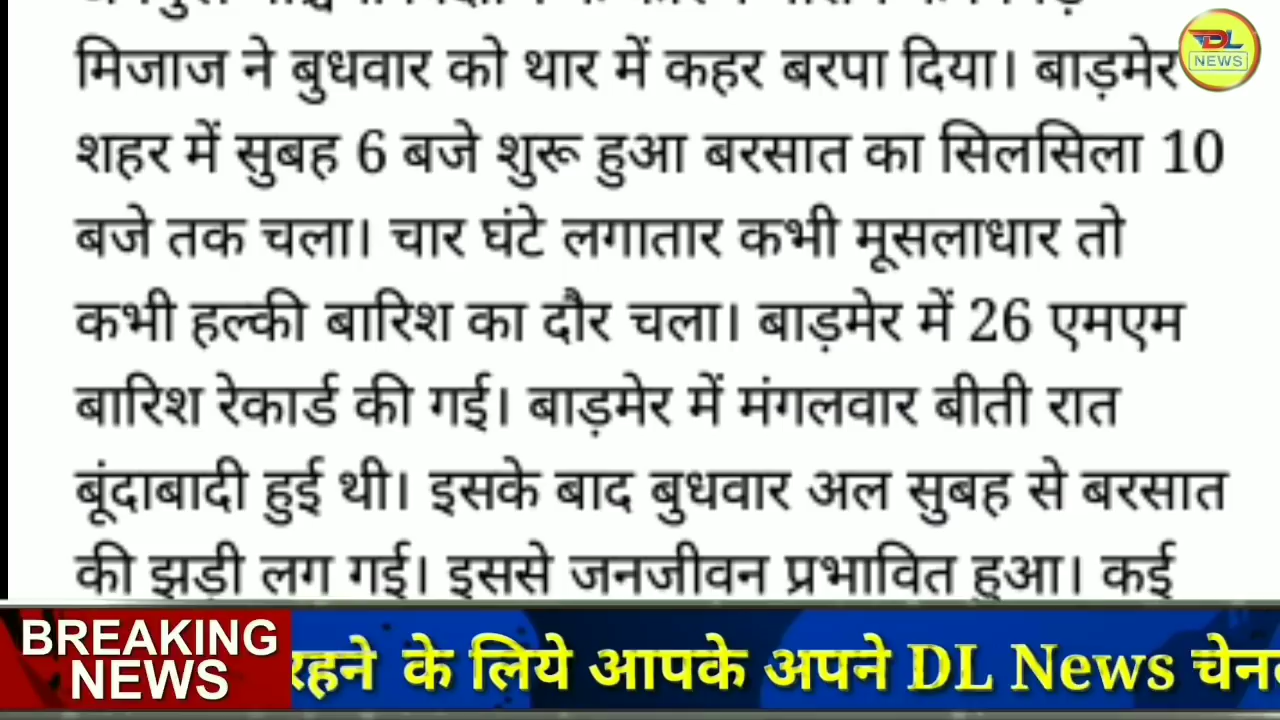 मिजाज ने बुधवार को थार में कहर बरपा दिया। बाड़मेर
शहर में सुबह 6 बजे शुरू हुआ बरसात का सिलसिला 10
बजे तक चला। चार घंटे लगातार कभी मूसलाधार तो
कभी हल्की बारिश का दौर चला। बाड़मेर में 26 एमएम
बारिश रेकार्ड की गई। बाड़मेर में मंगलवार बीती रात
बूंदाबादी हुई थी। इसके बाद बुधवार अल सुबह से बरसात
की झड़ी लग गई। इससे जनजीवन प्रभावित हुआ। कई
DL
NEWS
BREAKING
NEWS
रहने के लिये आपके अपने DL News